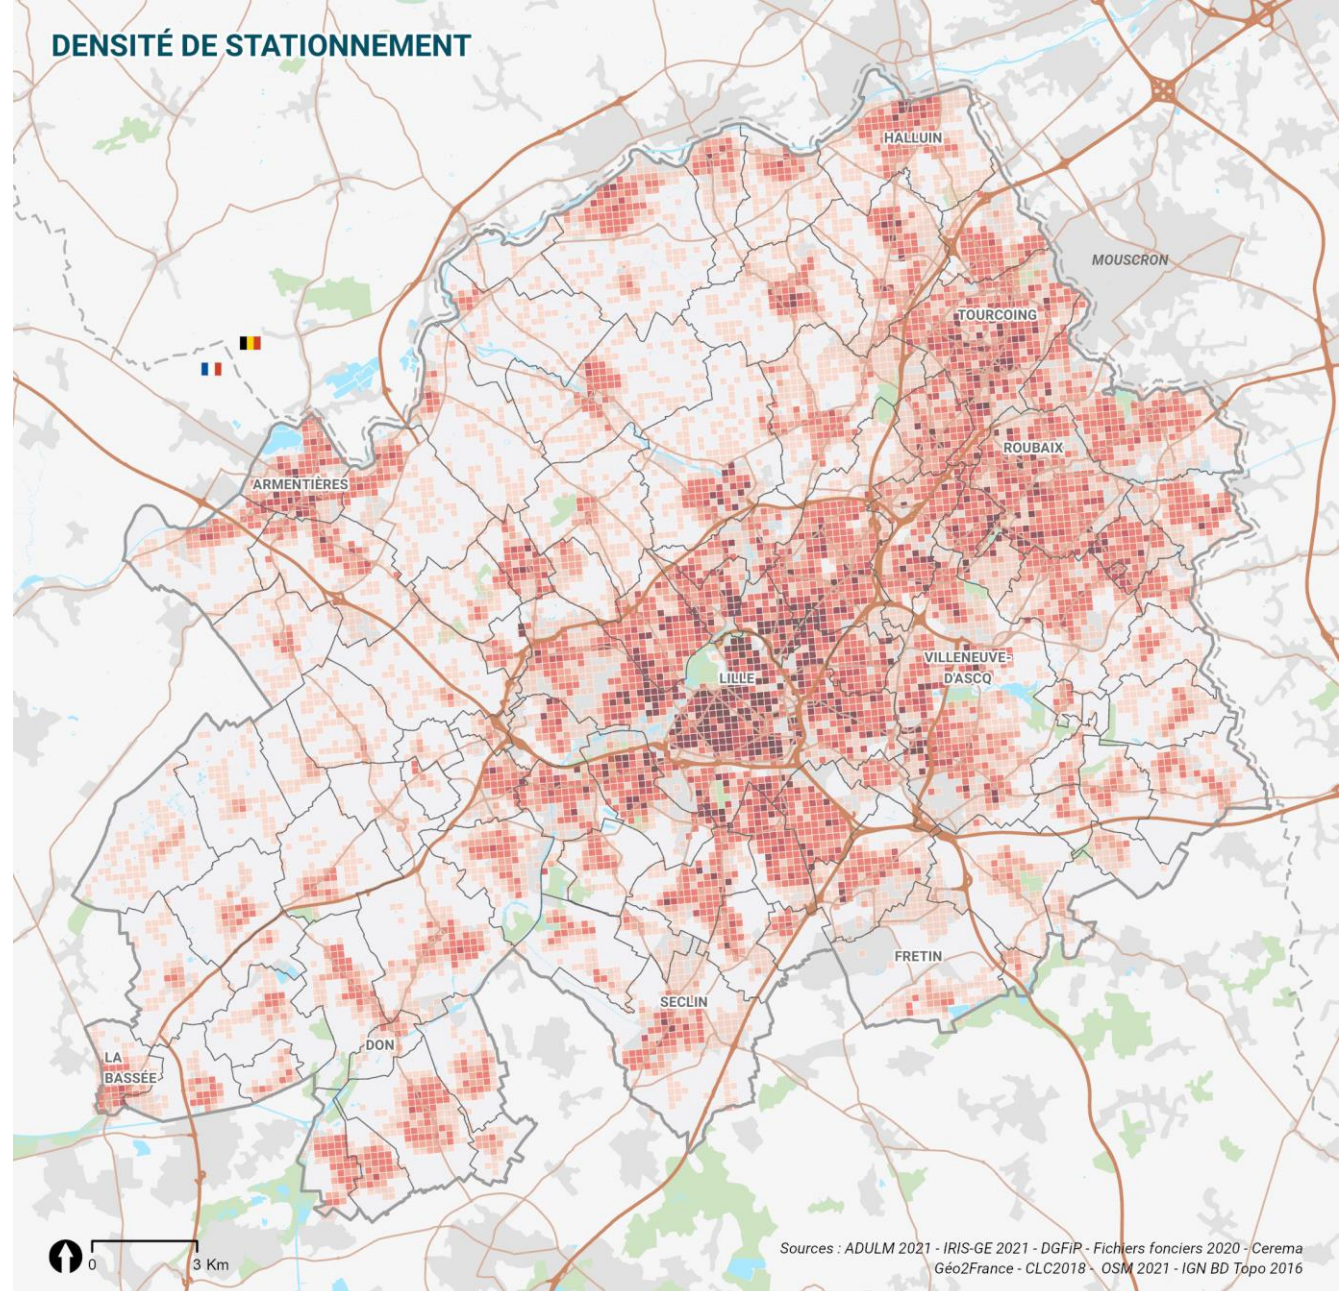 DENSITÉ DE STATIONNEMENT
HALLUIN
MOUSCRON
TOURCOING
ROUBAIX
ARMENTIÈRES
VILLENEUVE-
D'ASCQ
LILLE
FRETIN
SECLIN
DON
LA
BASSÉE
0
3 Km
Sources : ADULM 2021 - IRIS-GE 2021 - DGFiP - Fichiers fonciers 2020 - Cerema
Géo2France - CLC2018 - OSM 2021 - IGN BD Topo 2016